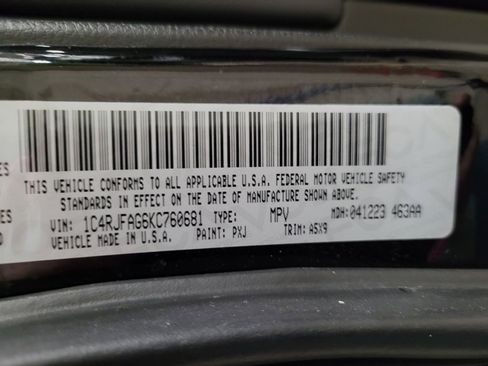 THIS VEHICLE CONFORMS TO ALL APPLICABLE U.S.A. FEDERAL MOTOR VEHICLE SAFETY
STANDARDS IN EFFECT ON THE DATE OF MANUFACTURE SHOWN ABOVE.
VIN: 1C4RJFAG6KC760681 TYPE: MPV MDH: 041223 463AA
VEHICLE MADE IN U.S.A. PAINT: PXJ TRIM: A5X9